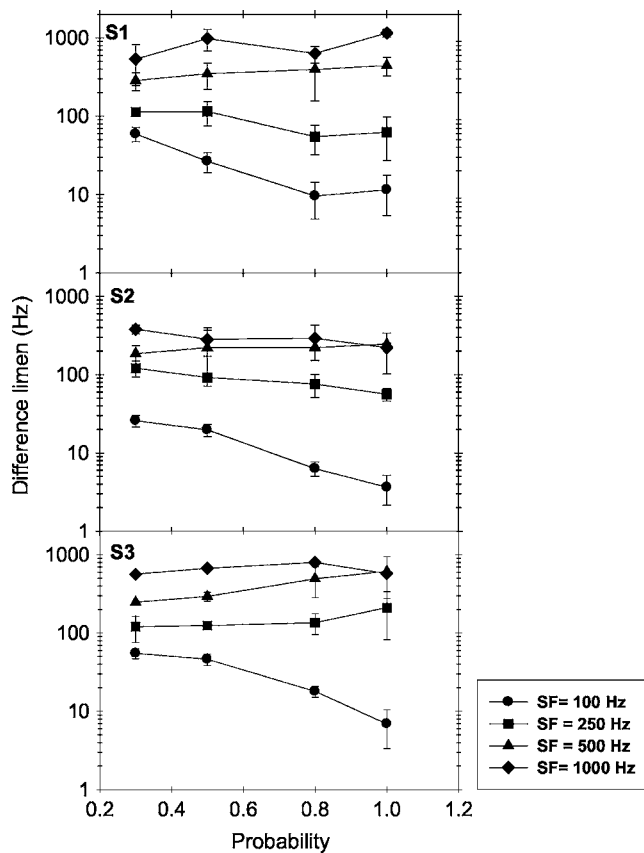 S1
1000
100
10
1
S2
1000
100
10
1
S3
1000
100
10
1
0.2 0.4 0.6 0.8 1.0 1.2
Probability
Difference limen (Hz)
SF= 100 Hz
SF = 250 Hz
SF = 500 Hz
SF= 1000 Hz